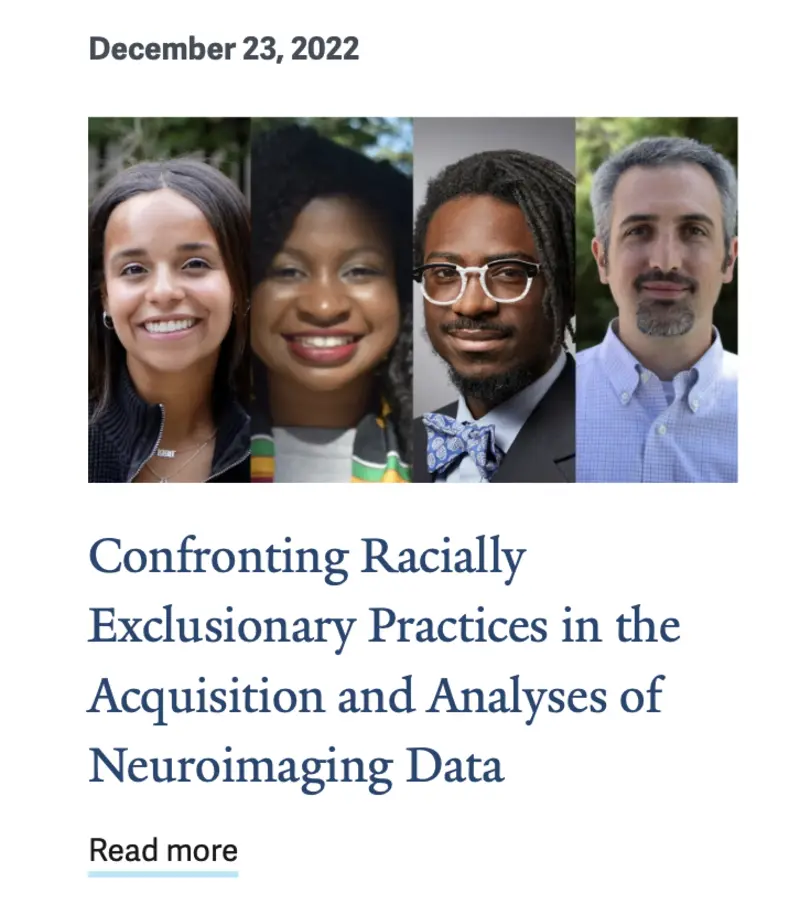 December 23, 2022
Confronting Racially
Exclusionary Practices in the
Acquisition and Analyses of
Neuroimaging Data
Read more